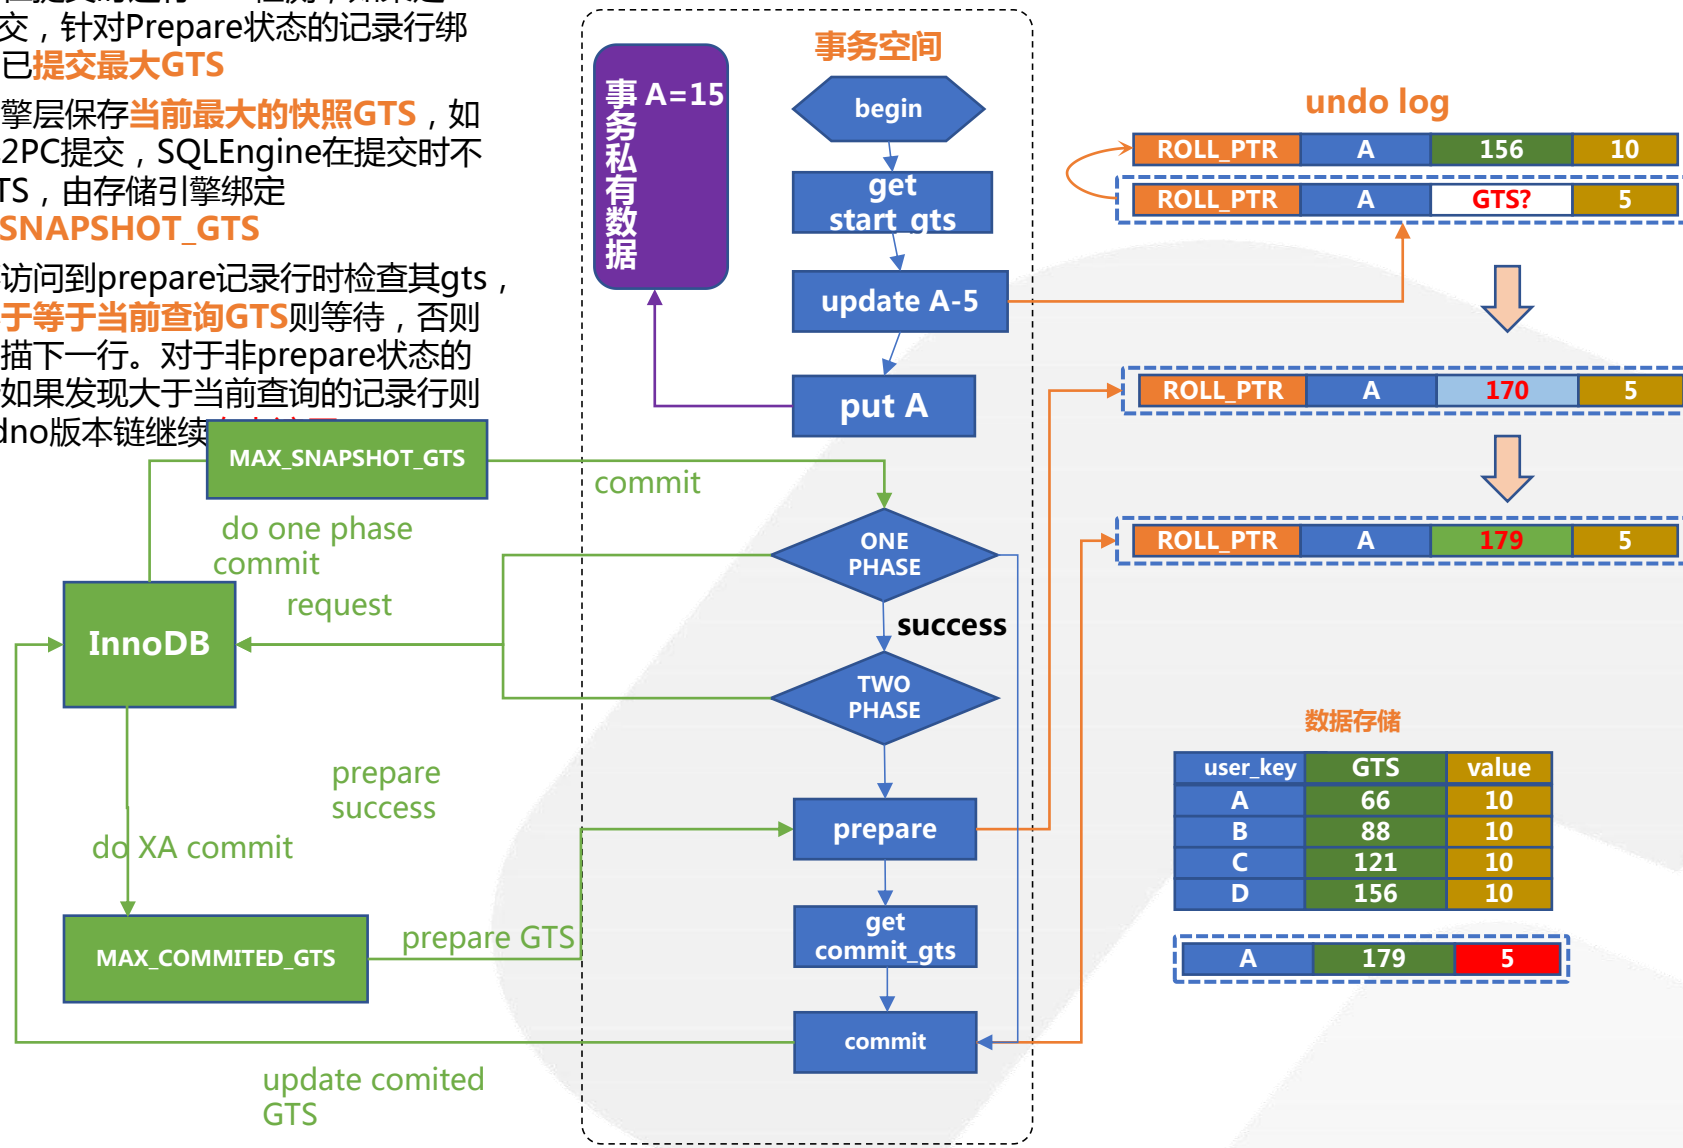 交，针对Prepare状态的记录行绑
已提交最大GTS
擎层保存当前最大的快照GTS，如
2PC提交，SQLEngine在提交时不
TS，由存储引擎绑定
SNAPSHOT_GTS
访问到prepare记录行时检查其gts，
于等于当前查询GTS则等待，否则
描下一行。对于非prepare状态的
如果发现大于当前查询的记录行则
dno版本链继续
事务空间
事务私有数据
A=15
begin
get
start_gts
update A-5
put A
MAX_SNAPSHOT_GTS
commit
do one phase
commit
request
InnoDB
ONE
PHASE
success
TWO
PHASE
prepare
success
do XA commit
prepare
MAX_COMMITED_GTS
prepare GTS
get
commit_gts
commit
update comited
GTS
undo log
ROLL_PTR A 156 10
ROLL_PTR A GTS? 5
ROLL_PTR A 170 5
ROLL_PTR A 179 5
数据存储
user_key GTS value
A 66 10
B 88 10
C 121 10
D 156 10
A 179 5